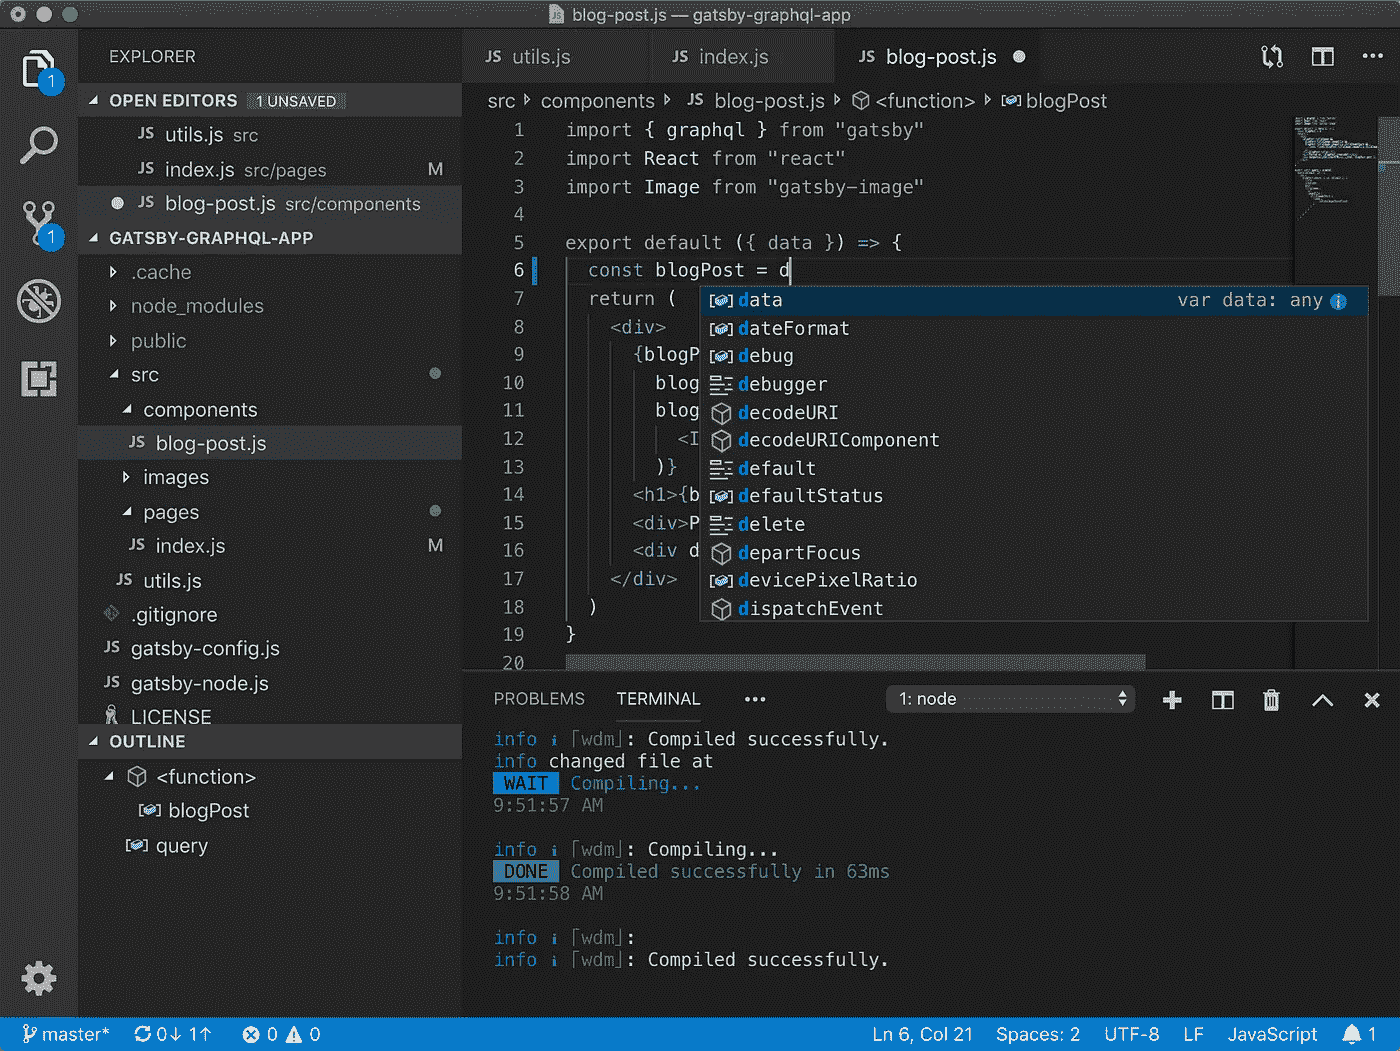 blog-post.js — gatsby-graphql-app
1
1
EXPLORER
OPEN EDITORS 1 UNSAVED
JS utils.js src
JS index.js src/pages M
JS blog-post.js src/components
GATSBY-GRAPHQL-APP
.cache
node_modules
public
src
components
JS blog-post.js
images
pages
JS index.js M
JS utils.js
.gitignore
JS gatsby-config.js
JS gatsby-node.js
LICENSE
OUTLINE
<function>
blogPost
query
JS utils.js JS index.js JS blog-post.js
src components JS blog-post.js <function> blogPost
1 import { graphql } from "gatsby"
2 import React from "react"
3 import Image from "gatsby-image"
4
5 export default ({ data }) => {
6 const blogPost = d
7 return (
8 <div>
9 {blogP
10 blog
11 blog
12 <I
13 )}
14 <h1>{b
15 <div>P
16 <div d
17 </div>
18 )
19 }
20
data var data: any
dateFormat
debug
debugger
decodeURI
decodeURIComponent
default
defaultStatus
delete
departFocus
devicePixelRatio
dispatchEvent
PROBLEMS TERMINAL ••• 1: node
info i ⌈wdm⌋: Compiled successfully.
info changed file at
WAIT Compiling...
9:51:57 AM
info i ⌈wdm⌋: Compiling...
DONE Compiled successfully in 63ms
9:51:58 AM
info i ⌈wdm⌋:
info i ⌈wdm⌋: Compiled successfully.
master* 0↓ 1↑ 0 0 Ln 6, Col 21 Spaces: 2 UTF-8 LF JavaScript 1